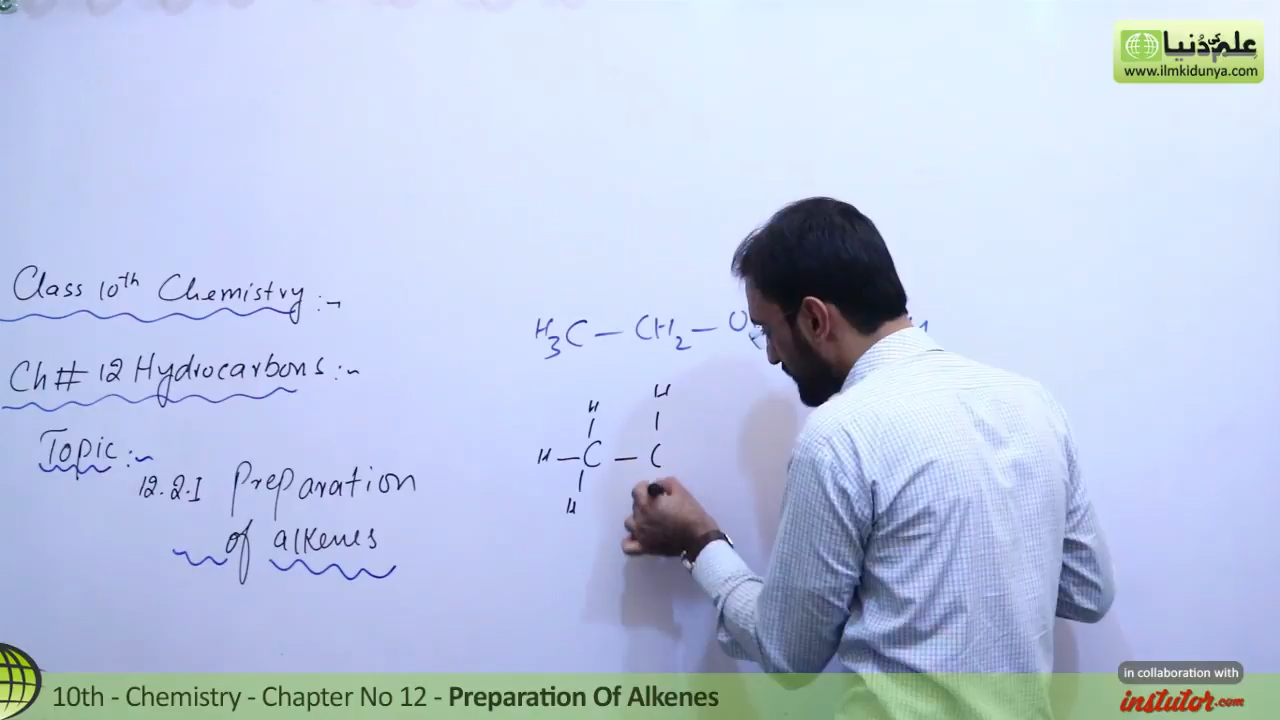 علم کی دُنیا
www.ilmkidunya.com
Class 10th Chemistry :-
Ch# 12 Hydrocarbons :-
Topic :-
12.2.1 Preparation
of alkenes
H3C — CH2 — O
H H
H — C — C
H
in collaboration with
instutor.com
10th - Chemistry - Chapter No 12 - Preparation Of Alkenes